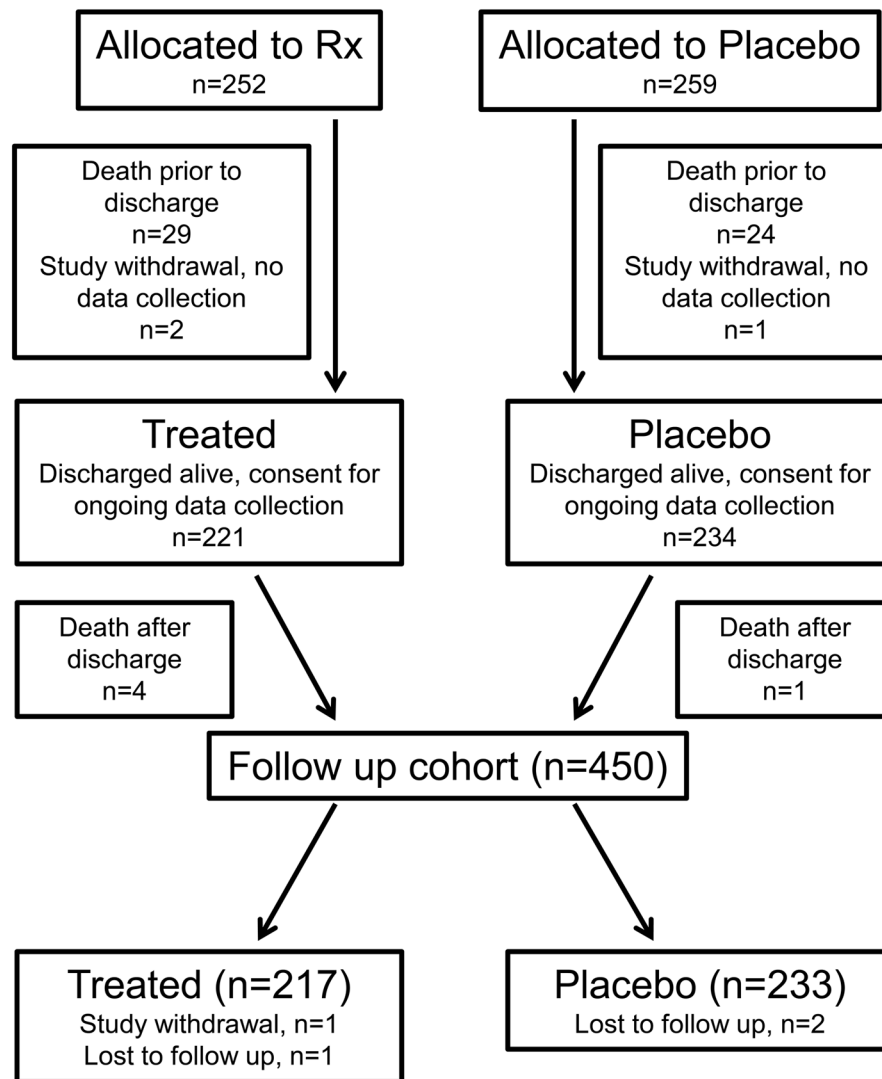 Allocated to Rx
n=252
Allocated to Placebo
n=259
Death prior to
discharge
n=29
Study withdrawal, no
data collection
n=2
Death prior to
discharge
n=24
Study withdrawal, no
data collection
n=1
Treated
Discharged alive, consent for
ongoing data collection
n=221
Placebo
Discharged alive, consent for
ongoing data collection
n=234
Death after
discharge
n=4
Death after
discharge
n=1
Follow up cohort (n=450)
Treated (n=217)
Study withdrawal, n=1
Lost to follow up, n=1
Placebo (n=233)
Lost to follow up, n=2